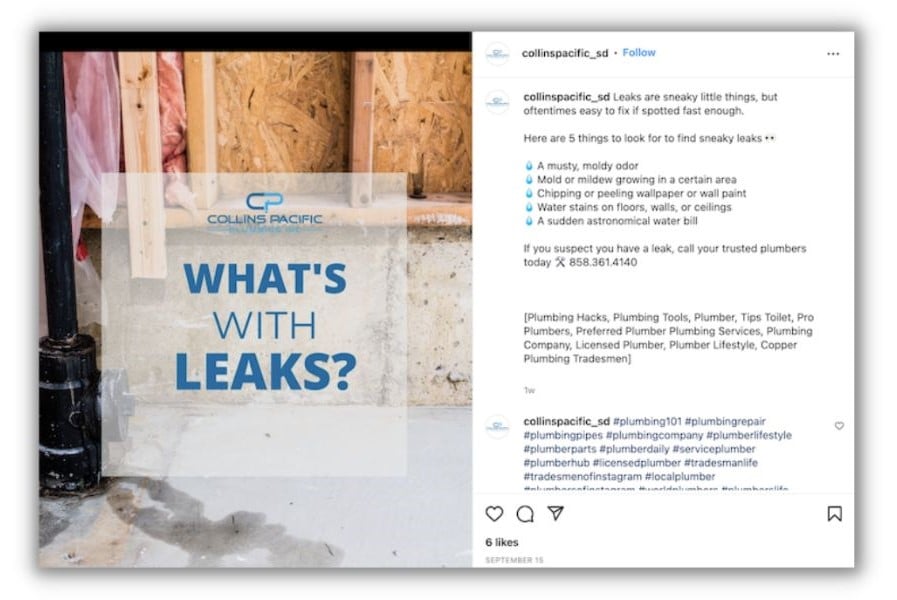 CP
COLLINS PACIFIC
WHAT'S
WITH
LEAKS?
collinspacific_sd • Follow
...
collinspacific_sd Leaks are sneaky little things, but
oftentimes easy to fix if spotted fast enough.
Here are 5 things to look for to find sneaky leaks 👀
💧 A musty, moldy odor
💧 Mold or mildew growing in a certain area
💧 Chipping or peeling wallpaper or wall paint
💧 Water stains on floors, walls, or ceilings
💧 A sudden astronomical water bill
If you suspect you have a leak, call your trusted plumbers
today 🛠 858.361.4140
[Plumbing Hacks, Plumbing Tools, Plumber, Tips Toilet, Pro
Plumbers, Preferred Plumber Plumbing Services, Plumbing
Company, Licensed Plumber, Plumber Lifestyle, Copper
Plumbing Tradesmen]
1w
collinspacific_sd #plumbing101 #plumbingrepair
#plumbingpipes #plumbingcompany #plumberlifestyle
#plumberparts #plumberdaily #serviceplumber
#plumberhub #licensedplumber #tradesmanlife
#tradesmenofinstagram #localplumber
#plumbersofinstagram #worldplumbers #plumberslife
6 likes
SEPTEMBER 15